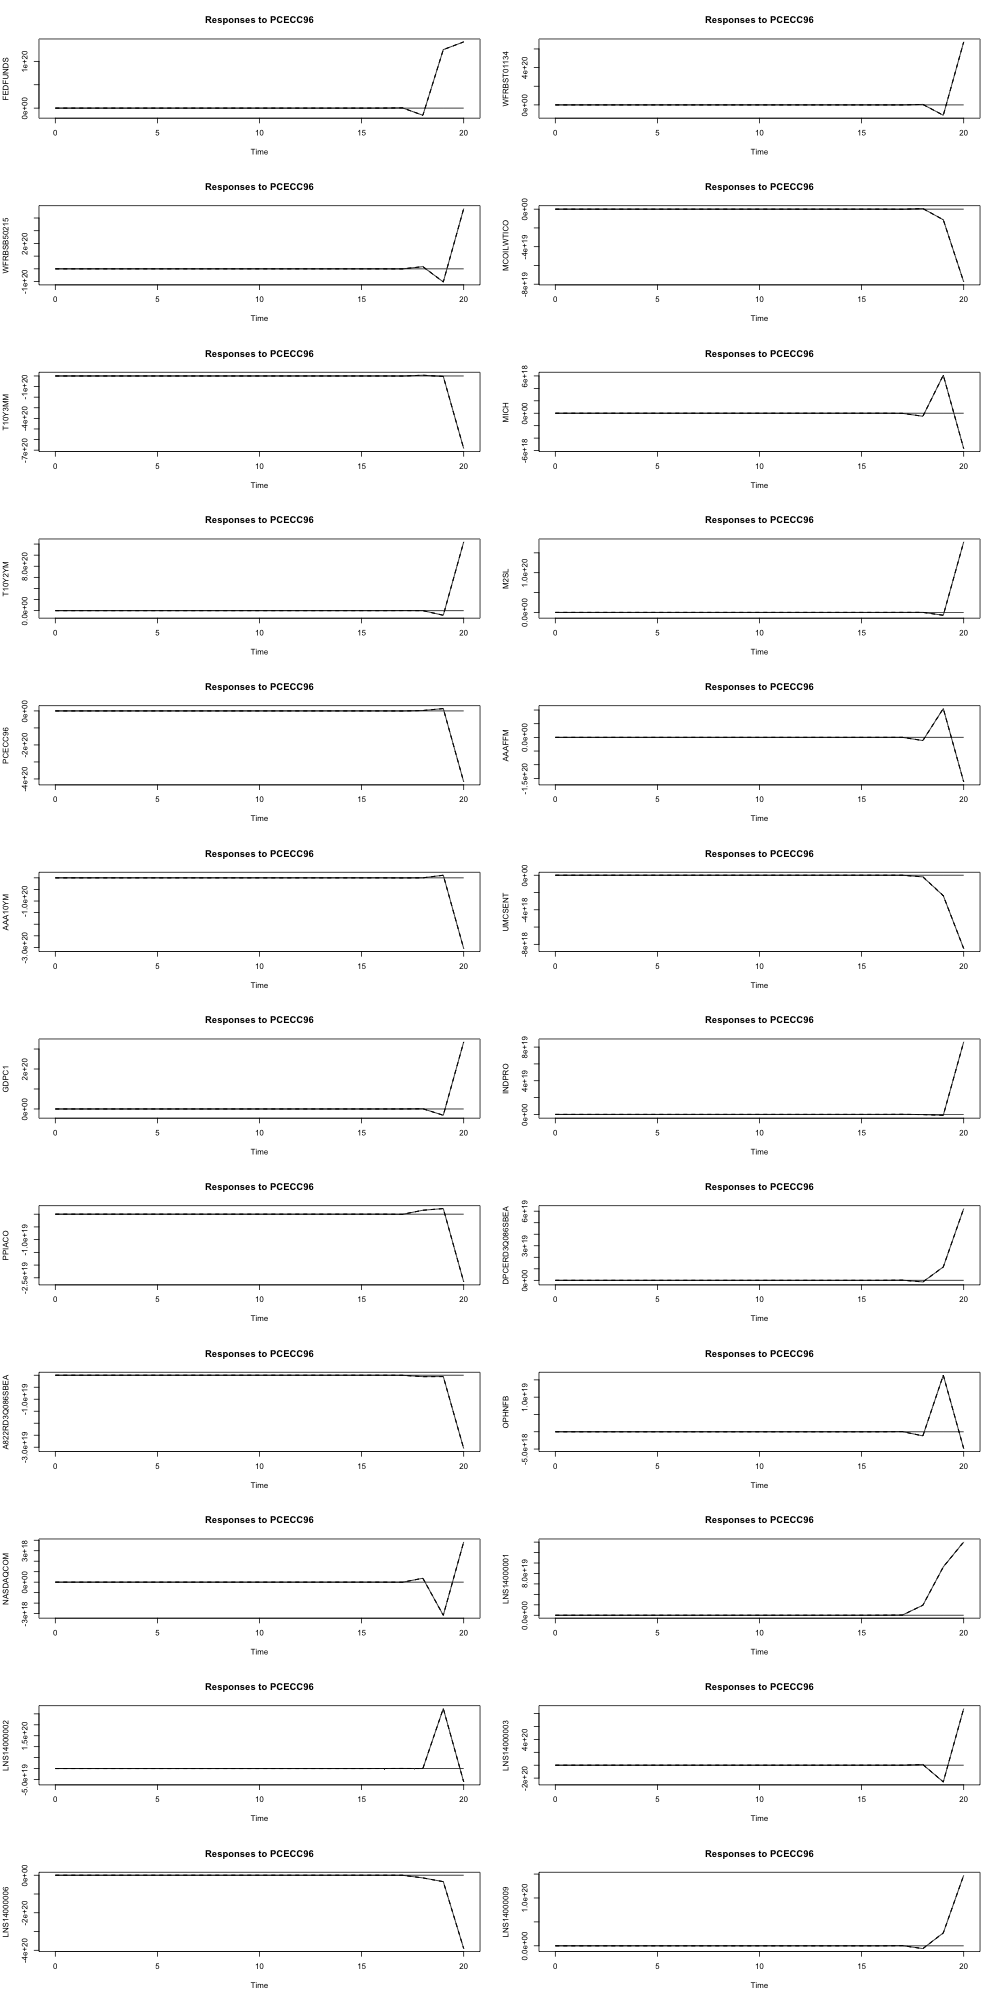 Responses to PCECC96 Responses to PCECC96
FEDFUNDS 0e+00 1e+20 WFRBST01134 0e+00 4e+20
0 5 10 15 20 0 5 10 15 20
Time Time
Responses to PCECC96 Responses to PCECC96
WFRBSB50215 -1e+20 2e+20 MCOILWTICO -8e+19 -4e+19 0e+00
0 5 10 15 20 0 5 10 15 20
Time Time
Responses to PCECC96 Responses to PCECC96
T10Y3MM -7e+20 -4e+20 -1e+20 MICH -6e+18 0e+00 6e+18
0 5 10 15 20 0 5 10 15 20
Time Time
Responses to PCECC96 Responses to PCECC96
T10Y2YM 0.0e+00 8.0e+20 M2SL 0.0e+00 1.0e+20
0 5 10 15 20 0 5 10 15 20
Time Time
Responses to PCECC96 Responses to PCECC96
PCECC96 -4e+20 -2e+20 0e+00 AAAFFM -1.5e+20 0.0e+00
0 5 10 15 20 0 5 10 15 20
Time Time
Responses to PCECC96 Responses to PCECC96
AAA10YM -3.0e+20 -1.0e+20 UMCSENT -8e+18 -4e+18 0e+00
0 5 10 15 20 0 5 10 15 20
Time Time
Responses to PCECC96 Responses to PCECC96
GDPC1 0e+00 2e+20 INDPRO 0e+00 4e+19 8e+19
0 5 10 15 20 0 5 10 15 20
Time Time
Responses to PCECC96 Responses to PCECC96
PPIACO -2.5e+19 -1.0e+19 DPCERD3Q086SBEA 0e+00 3e+19 6e+19
0 5 10 15 20 0 5 10 15 20
Time Time
Responses to PCECC96 Responses to PCECC96
A822RD3Q086SBEA -3.0e+19 -1.0e+19 OPHNFB -5.0e+18 1.0e+19
0 5 10 15 20 0 5 10 15 20
Time Time
Responses to PCECC96 Responses to PCECC96
NASDAQCOM -3e+18 0e+00 3e+18 LNS14000001 0.0e+00 8.0e+19
0 5 10 15 20 0 5 10 15 20
Time Time
Responses to PCECC96 Responses to PCECC96
LNS14000002 -5.0e+19 1.5e+20 LNS14000003 -2e+20 4e+20
0 5 10 15 20 0 5 10 15 20
Time Time
Responses to PCECC96 Responses to PCECC96
LNS14000006 -4e+20 -2e+20 0e+00 LNS14000009 0.0e+00 1.0e+20
0 5 10 15 20 0 5 10 15 20
Time Time